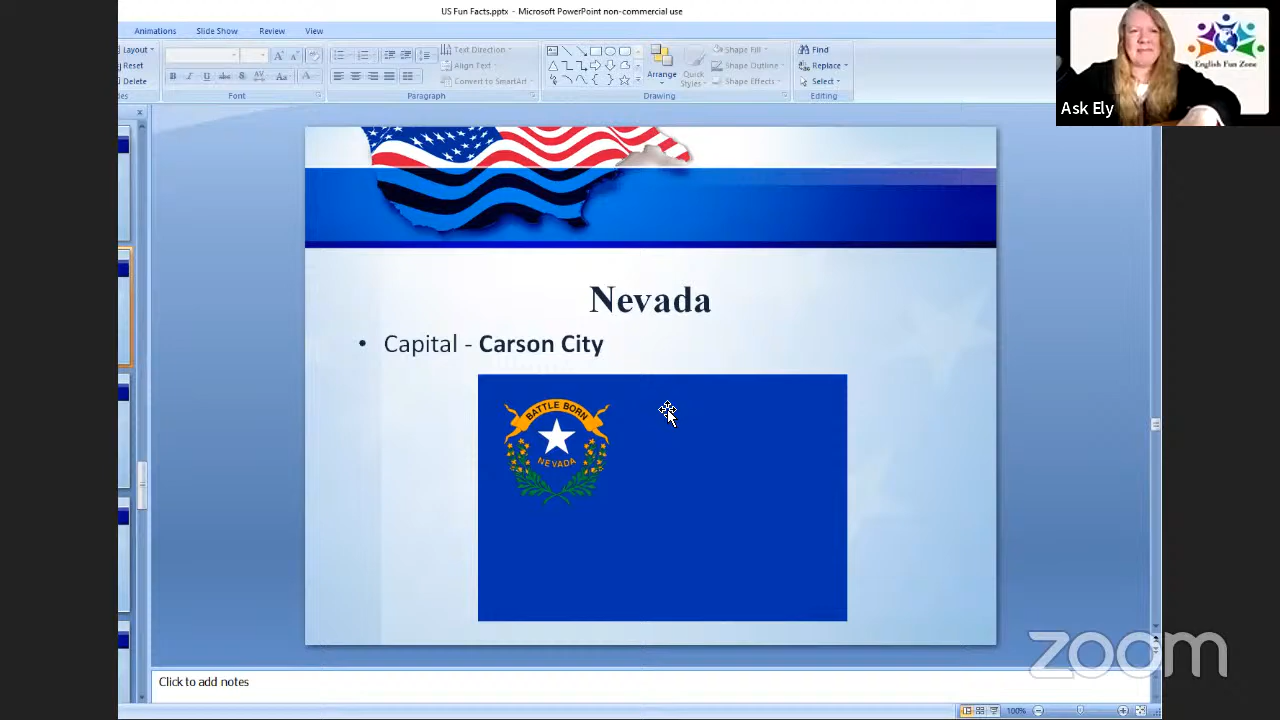 US Fun Facts.pptx - Microsoft PowerPoint non-commercial use
Animations Slide Show Review View
Layout
Reset
Delete
Font
Text Direction
Align Text
Convert to SmartArt
Paragraph
Arrange
Quick
Styles
Shape Fill
Shape Outline
Shape Effects
Drawing
Find
Replace
Select
Editing
English Fun Zone
Ask Ely
Nevada
• Capital - Carson City
BATTLE BORN
NEVADA
Click to add notes
100%
zoom